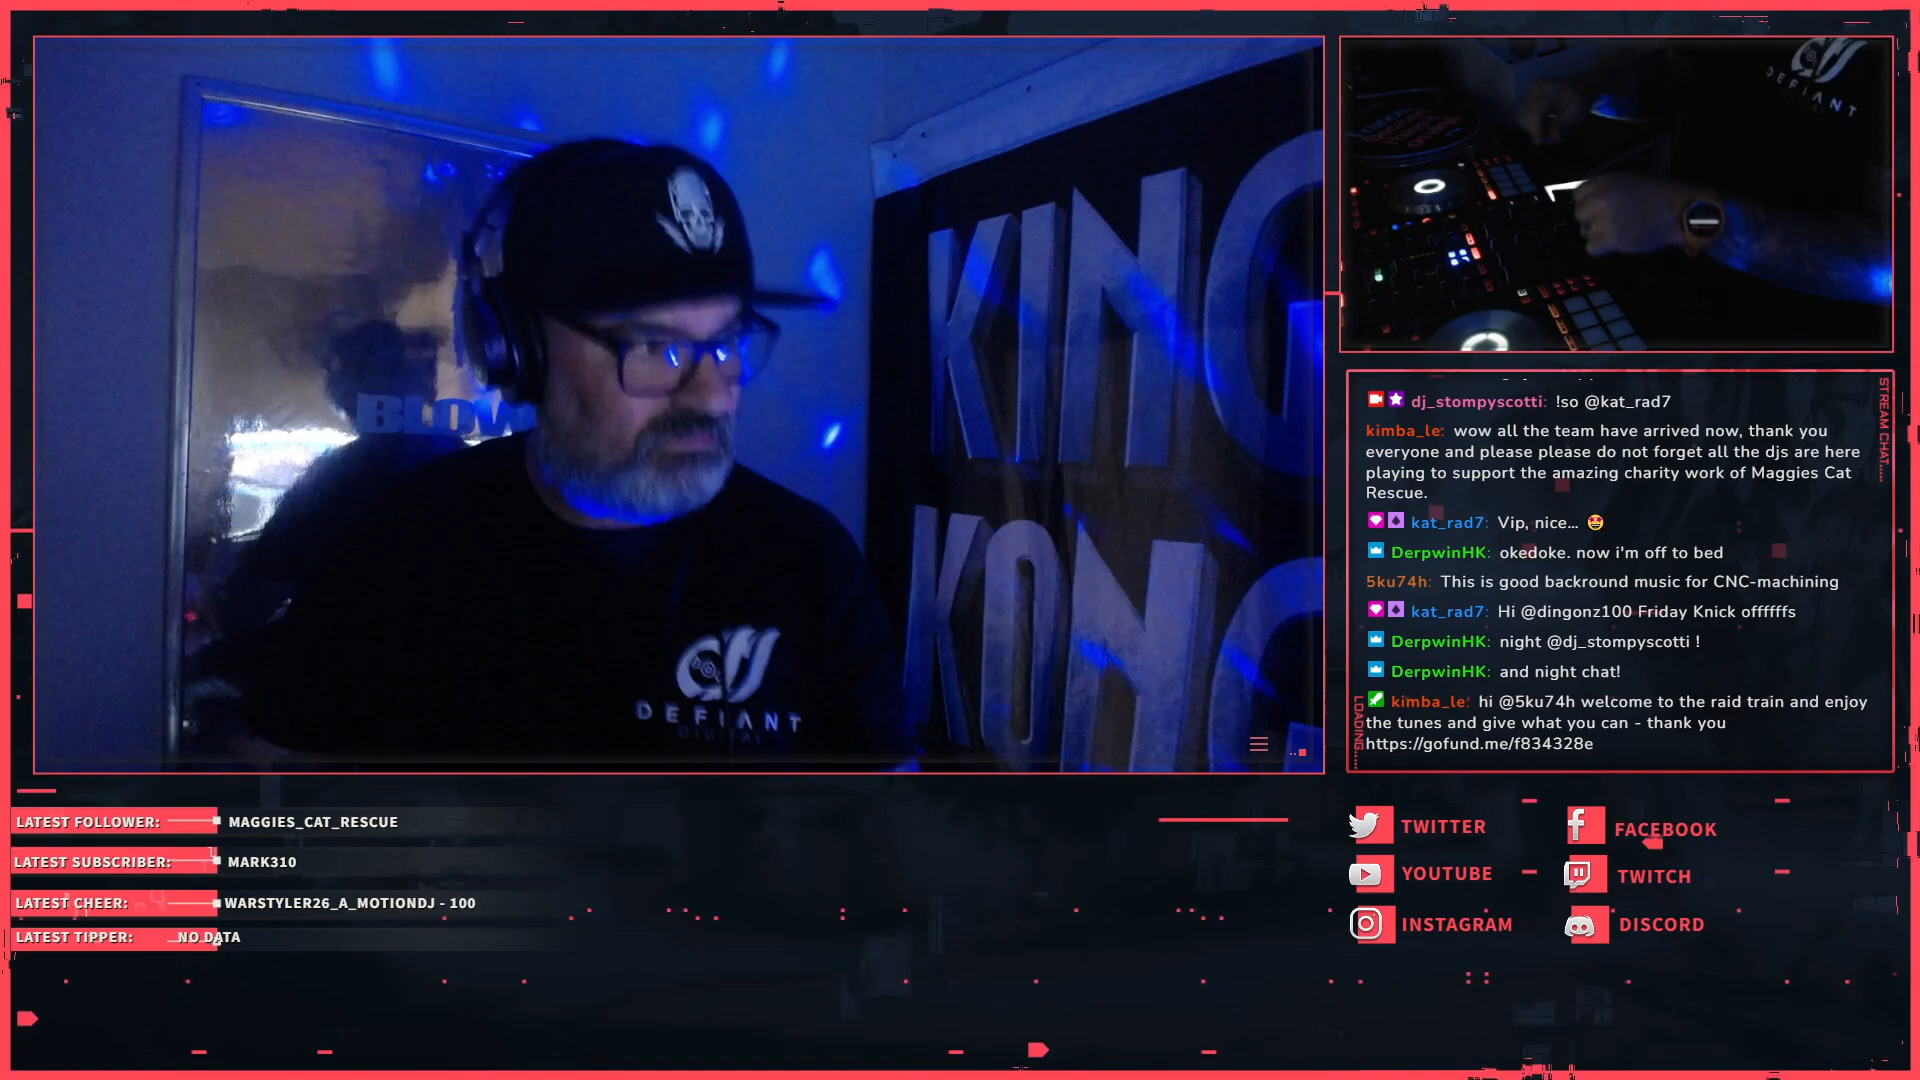 BLOW
KING
KONG
DEFIANT
DIGITAL
DEFIANT
STREAM CHAT.....
dj_stompyscotti: !so @kat_rad7
kimba_le: wow all the team have arrived now, thank you
everyone and please please do not forget all the djs are here
playing to support the amazing charity work of Maggies Cat
Rescue.
kat_rad7: Vip, nice... 🤩
DerpwinHK: okedoke. now i'm off to bed
5ku74h: This is good backround music for CNC-machining
kat_rad7: Hi @dingonz100 Friday Knick offffffs
DerpwinHK: night @dj_stompyscotti !
DerpwinHK: and night chat!
kimba_le: hi @5ku74h welcome to the raid train and enjoy
the tunes and give what you can - thank you
https://gofund.me/f834328e
LOADING.....
LATEST FOLLOWER: MAGGIES_CAT_RESCUE
LATEST SUBSCRIBER: MARK310
LATEST CHEER: WARSTYLER26_A_MOTIONDJ - 100
LATEST TIPPER: NO DATA
TWITTER
FACEBOOK
YOUTUBE
TWITCH
INSTAGRAM
DISCORD